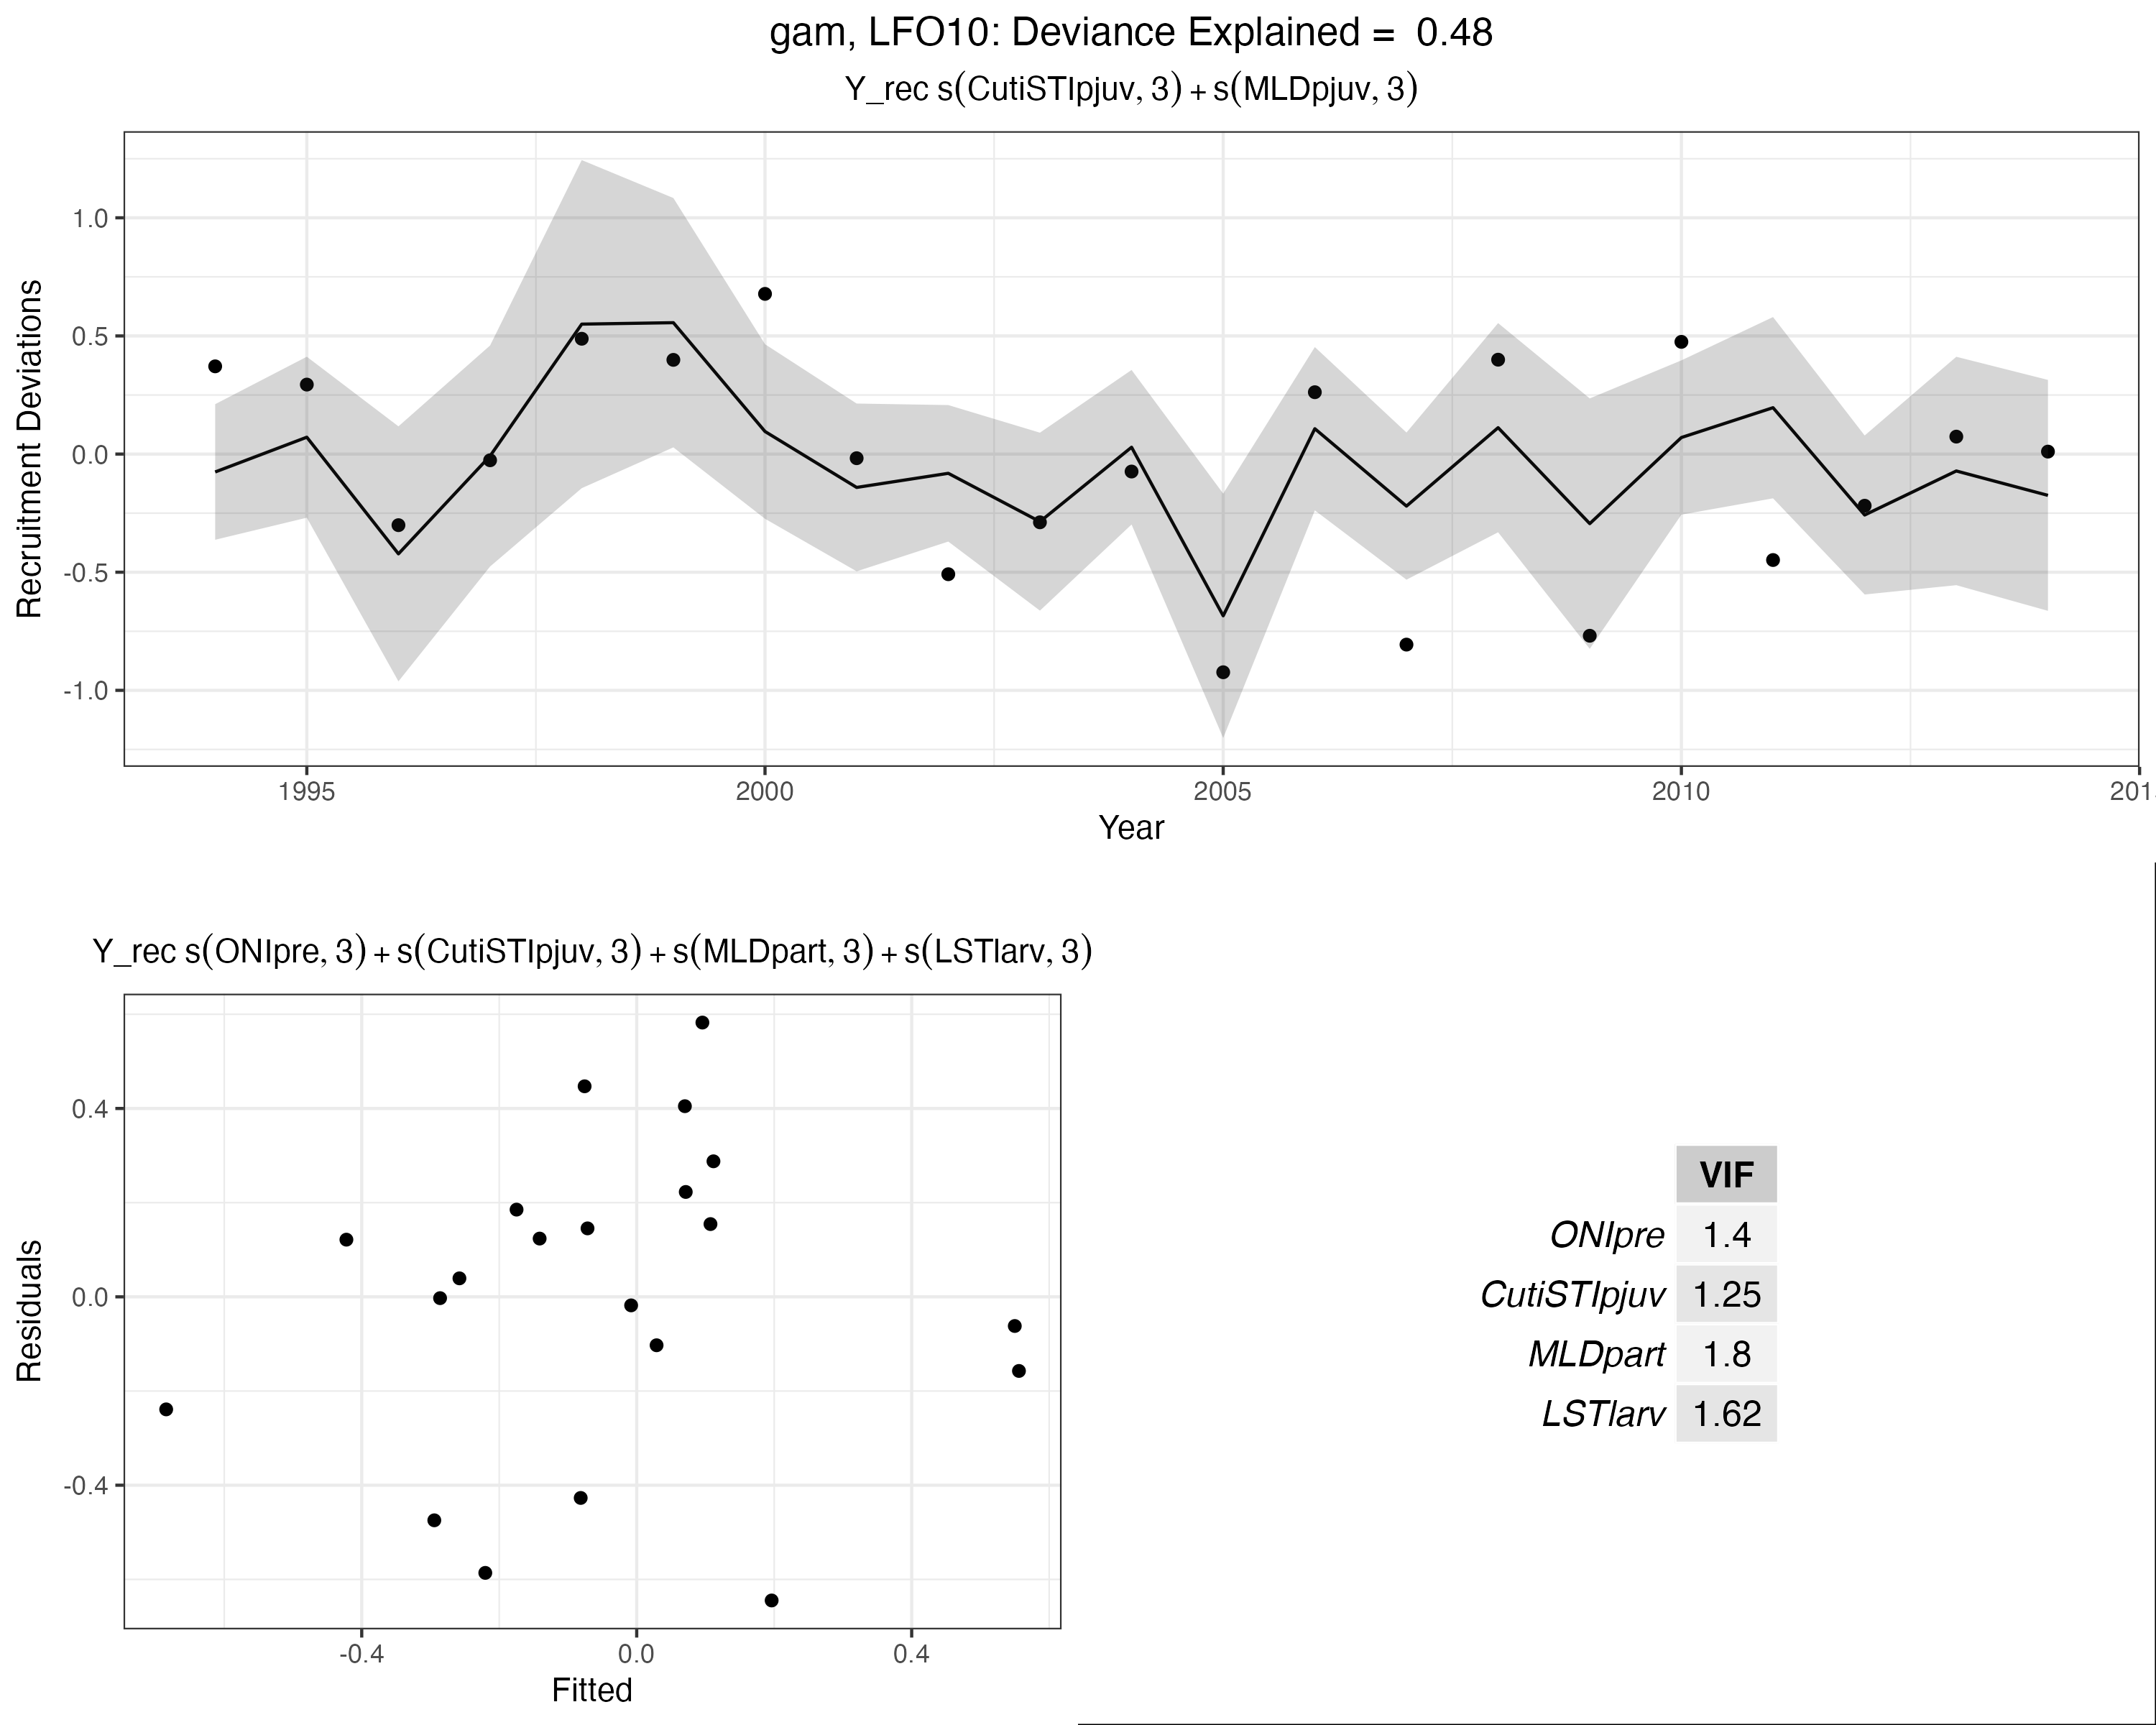 gam, LFO10: Deviance Explained =  0.48
Y_rec s(CutiSTIpjuv, 3) + s(MLDpjuv, 3)
Recruitment Deviations
1.0
0.5
0.0
-0.5
-1.0
1995 2000 2005 2010 201
Year
Y_rec s(ONIpre, 3) + s(CutiSTIpjuv, 3) + s(MLDpart, 3) + s(LSTlarv, 3)
Residuals
0.4
0.0
-0.4
-0.4 0.0 0.4
Fitted
VIF
ONIpre 1.4
CutiSTIpjuv 1.25
MLDpart 1.8
LSTlarv 1.62